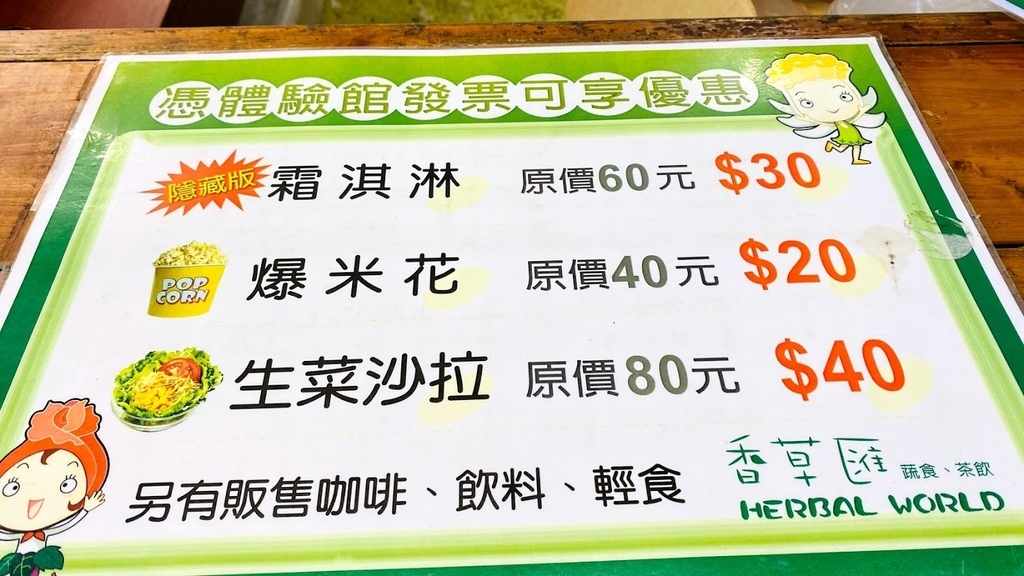 憑體驗館發票可享優惠
隱藏版 霜淇淋 原價60元 $30
POP
CORN
爆米花 原價40元 $20
生菜沙拉 原價80元 $40
另有販售咖啡、飲料、輕食
香草匯 蔬食、茶飲
HERBAL WORLD